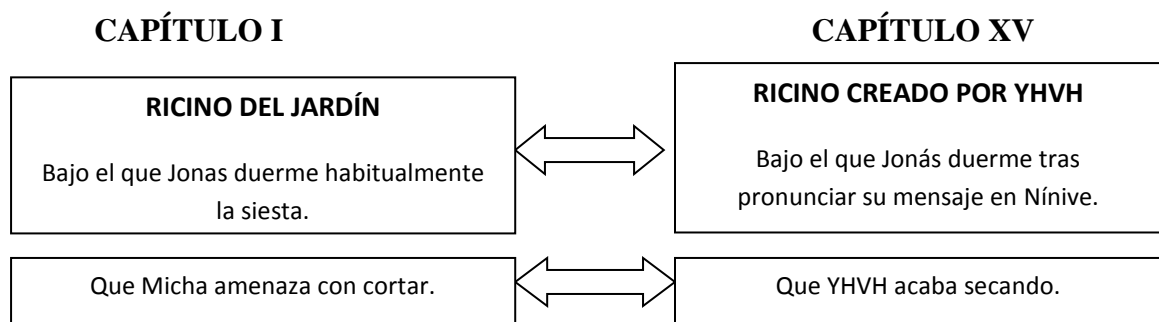 CAPÍTULO I
CAPÍTULO XV
RICINO DEL JARDÍN
Bajo el que Jonas duerme habitualmente
la siesta.
RICINO CREADO POR YHVH
Bajo el que Jonás duerme tras
pronunciar su mensaje en Nínive.
Que Micha amenaza con cortar.
Que YHVH acaba secando.